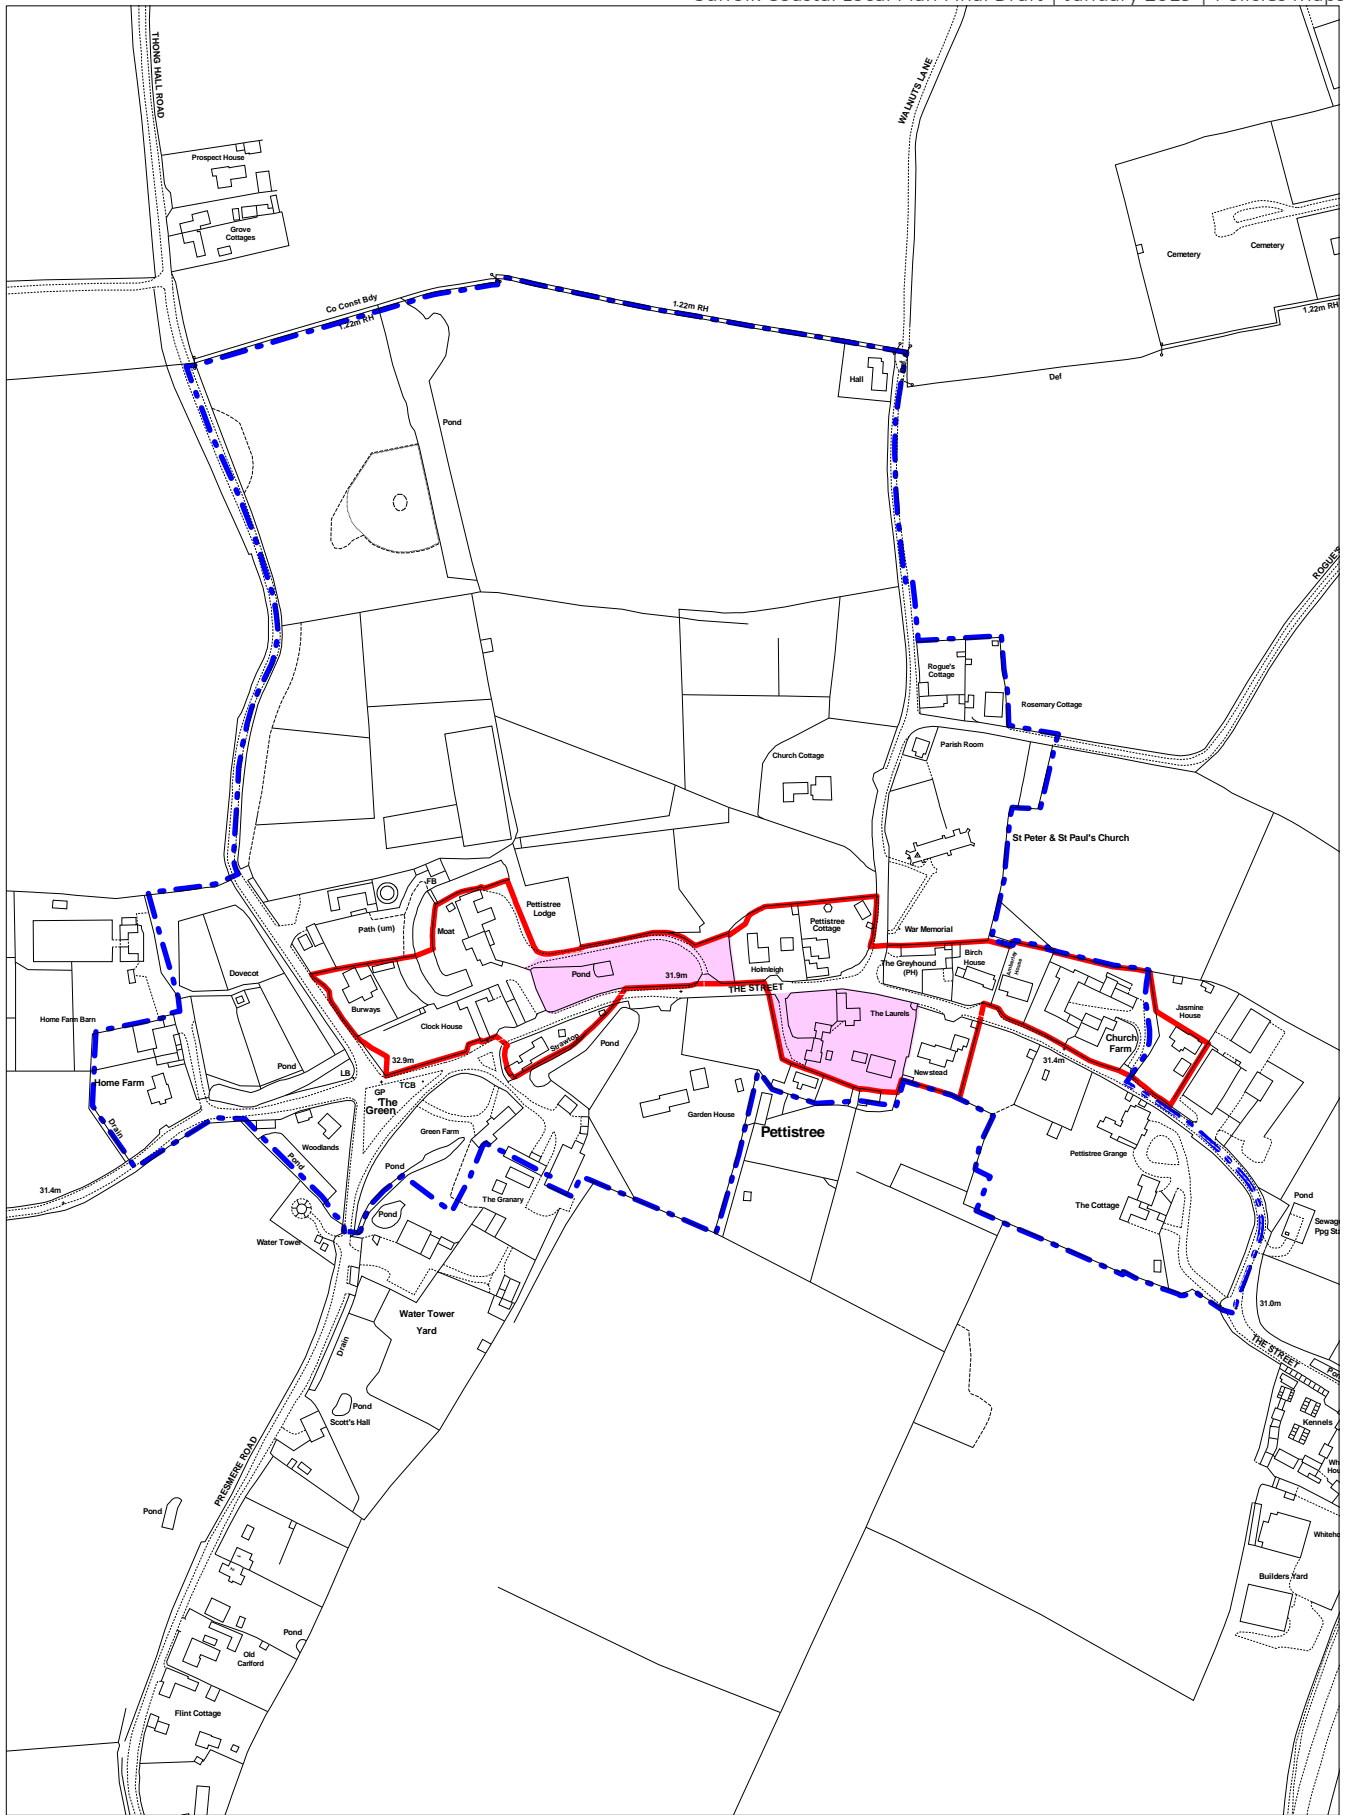 THONG HALL ROAD
WALNUTS LANE
Prospect House
Grove
Cottages
Cemetery
Cemetery
Co Const Bdy
1.22m RH
1.22m RH
1.22m RH
Hall
Def
Pond
Rogue's
Cottage
Rosemary Cottage
Parish Room
Church Cottage
St Peter & St Paul's Church
FB
Pettistree
Lodge
Path (um)
Moat
Pettistree
Cottage
War Memorial
The Greyhound
(PH)
Birch
House
Dovecot
Pond
31.9m
Holmleigh
THE STREET
Home Farm Barn
Burways
Clock House
The Laurels
Jasmine
House
Church
Farm
Strawtop
Pond
32.9m
31.4m
Newstead
Pond
LB
GP
TCB
The
Green
Home Farm
Garden House
Drain
Green Farm
Pettistree
Woodlands
Pettistree Grange
Pond
Pond
The Granary
The Cottage
31.4m
Pond
Pond
Water Tower
31.0m
Water Tower
Yard
Drain
THE STREET
Pond
Scott's Hall
Kennels
PRESMERE ROAD
Pond
Builders Yard
Pond
Old
Carlford
Flint Cottage